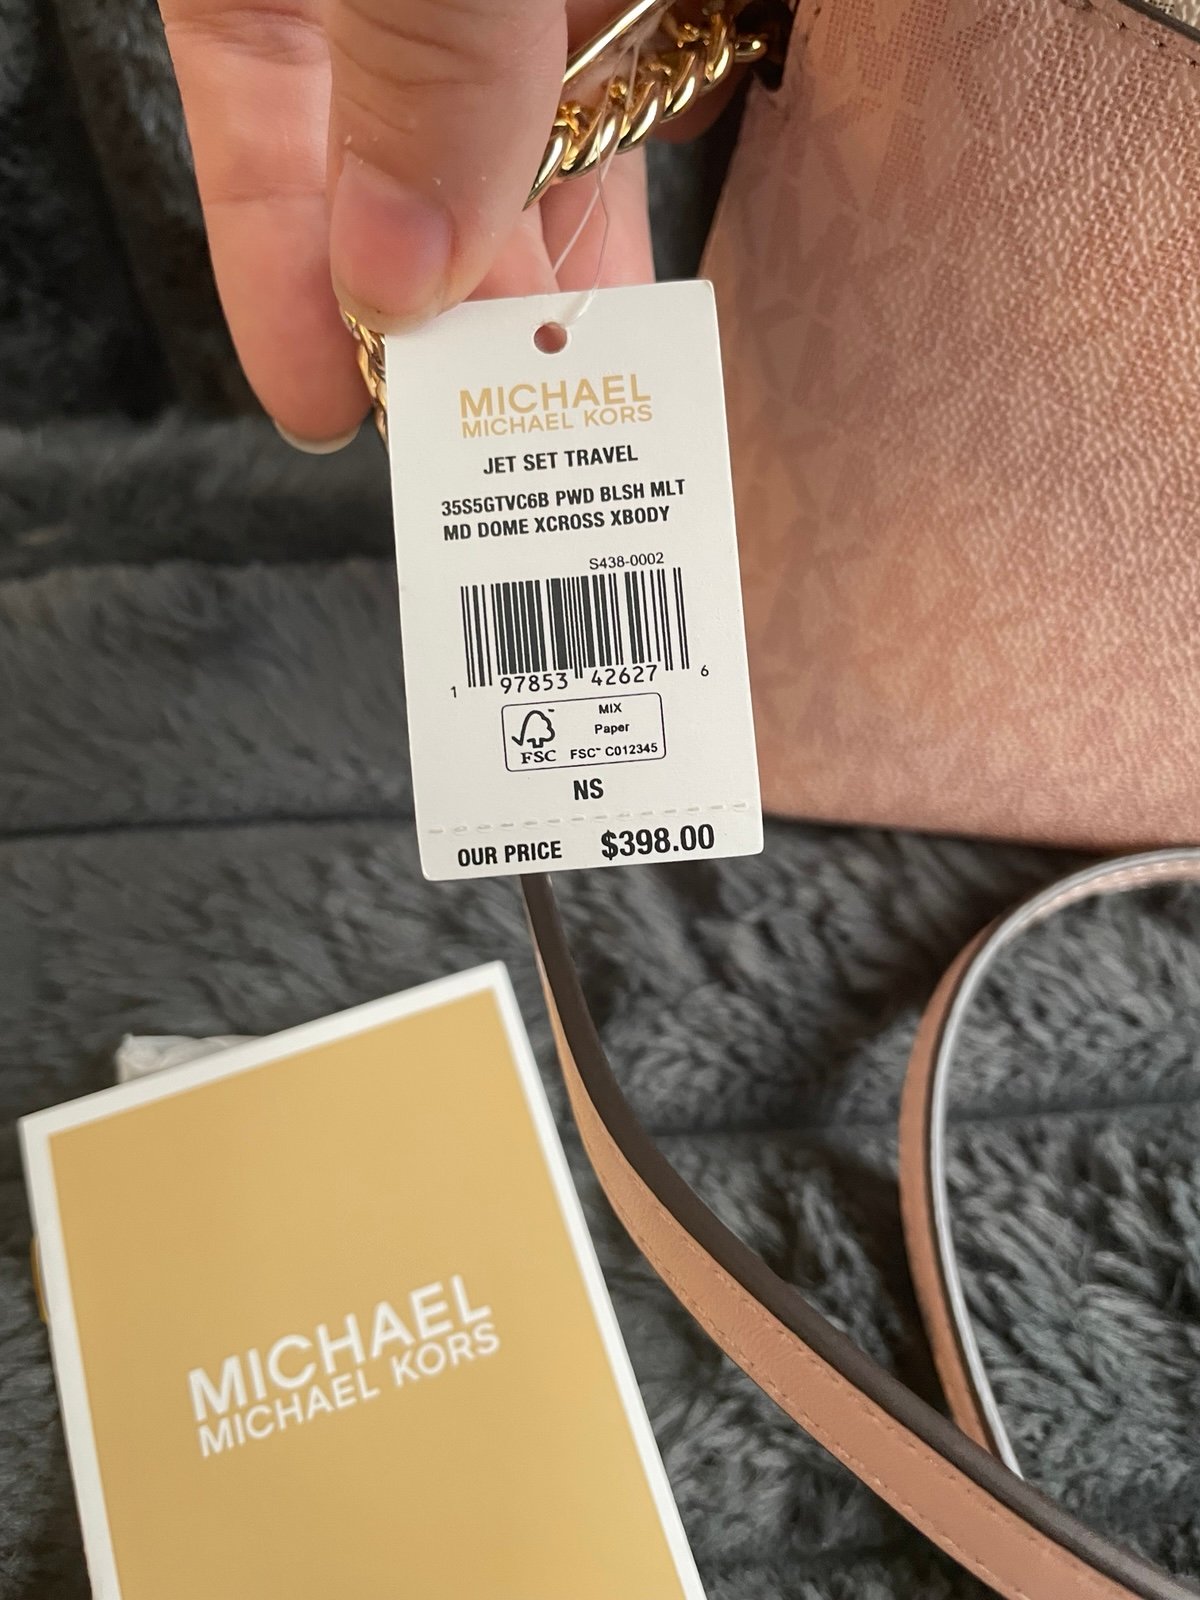 MICHAEL
MICHAEL KORS
JET SET TRAVEL
35S5GTVC6B PWD BLSH MLT
MD DOME XCROSS XBODY
S438-0002
1 97853 42627 6
FSC
MIX
Paper
FSC™ C012345
NS
OUR PRICE $398.00
MICHAEL
MICHAEL KORS